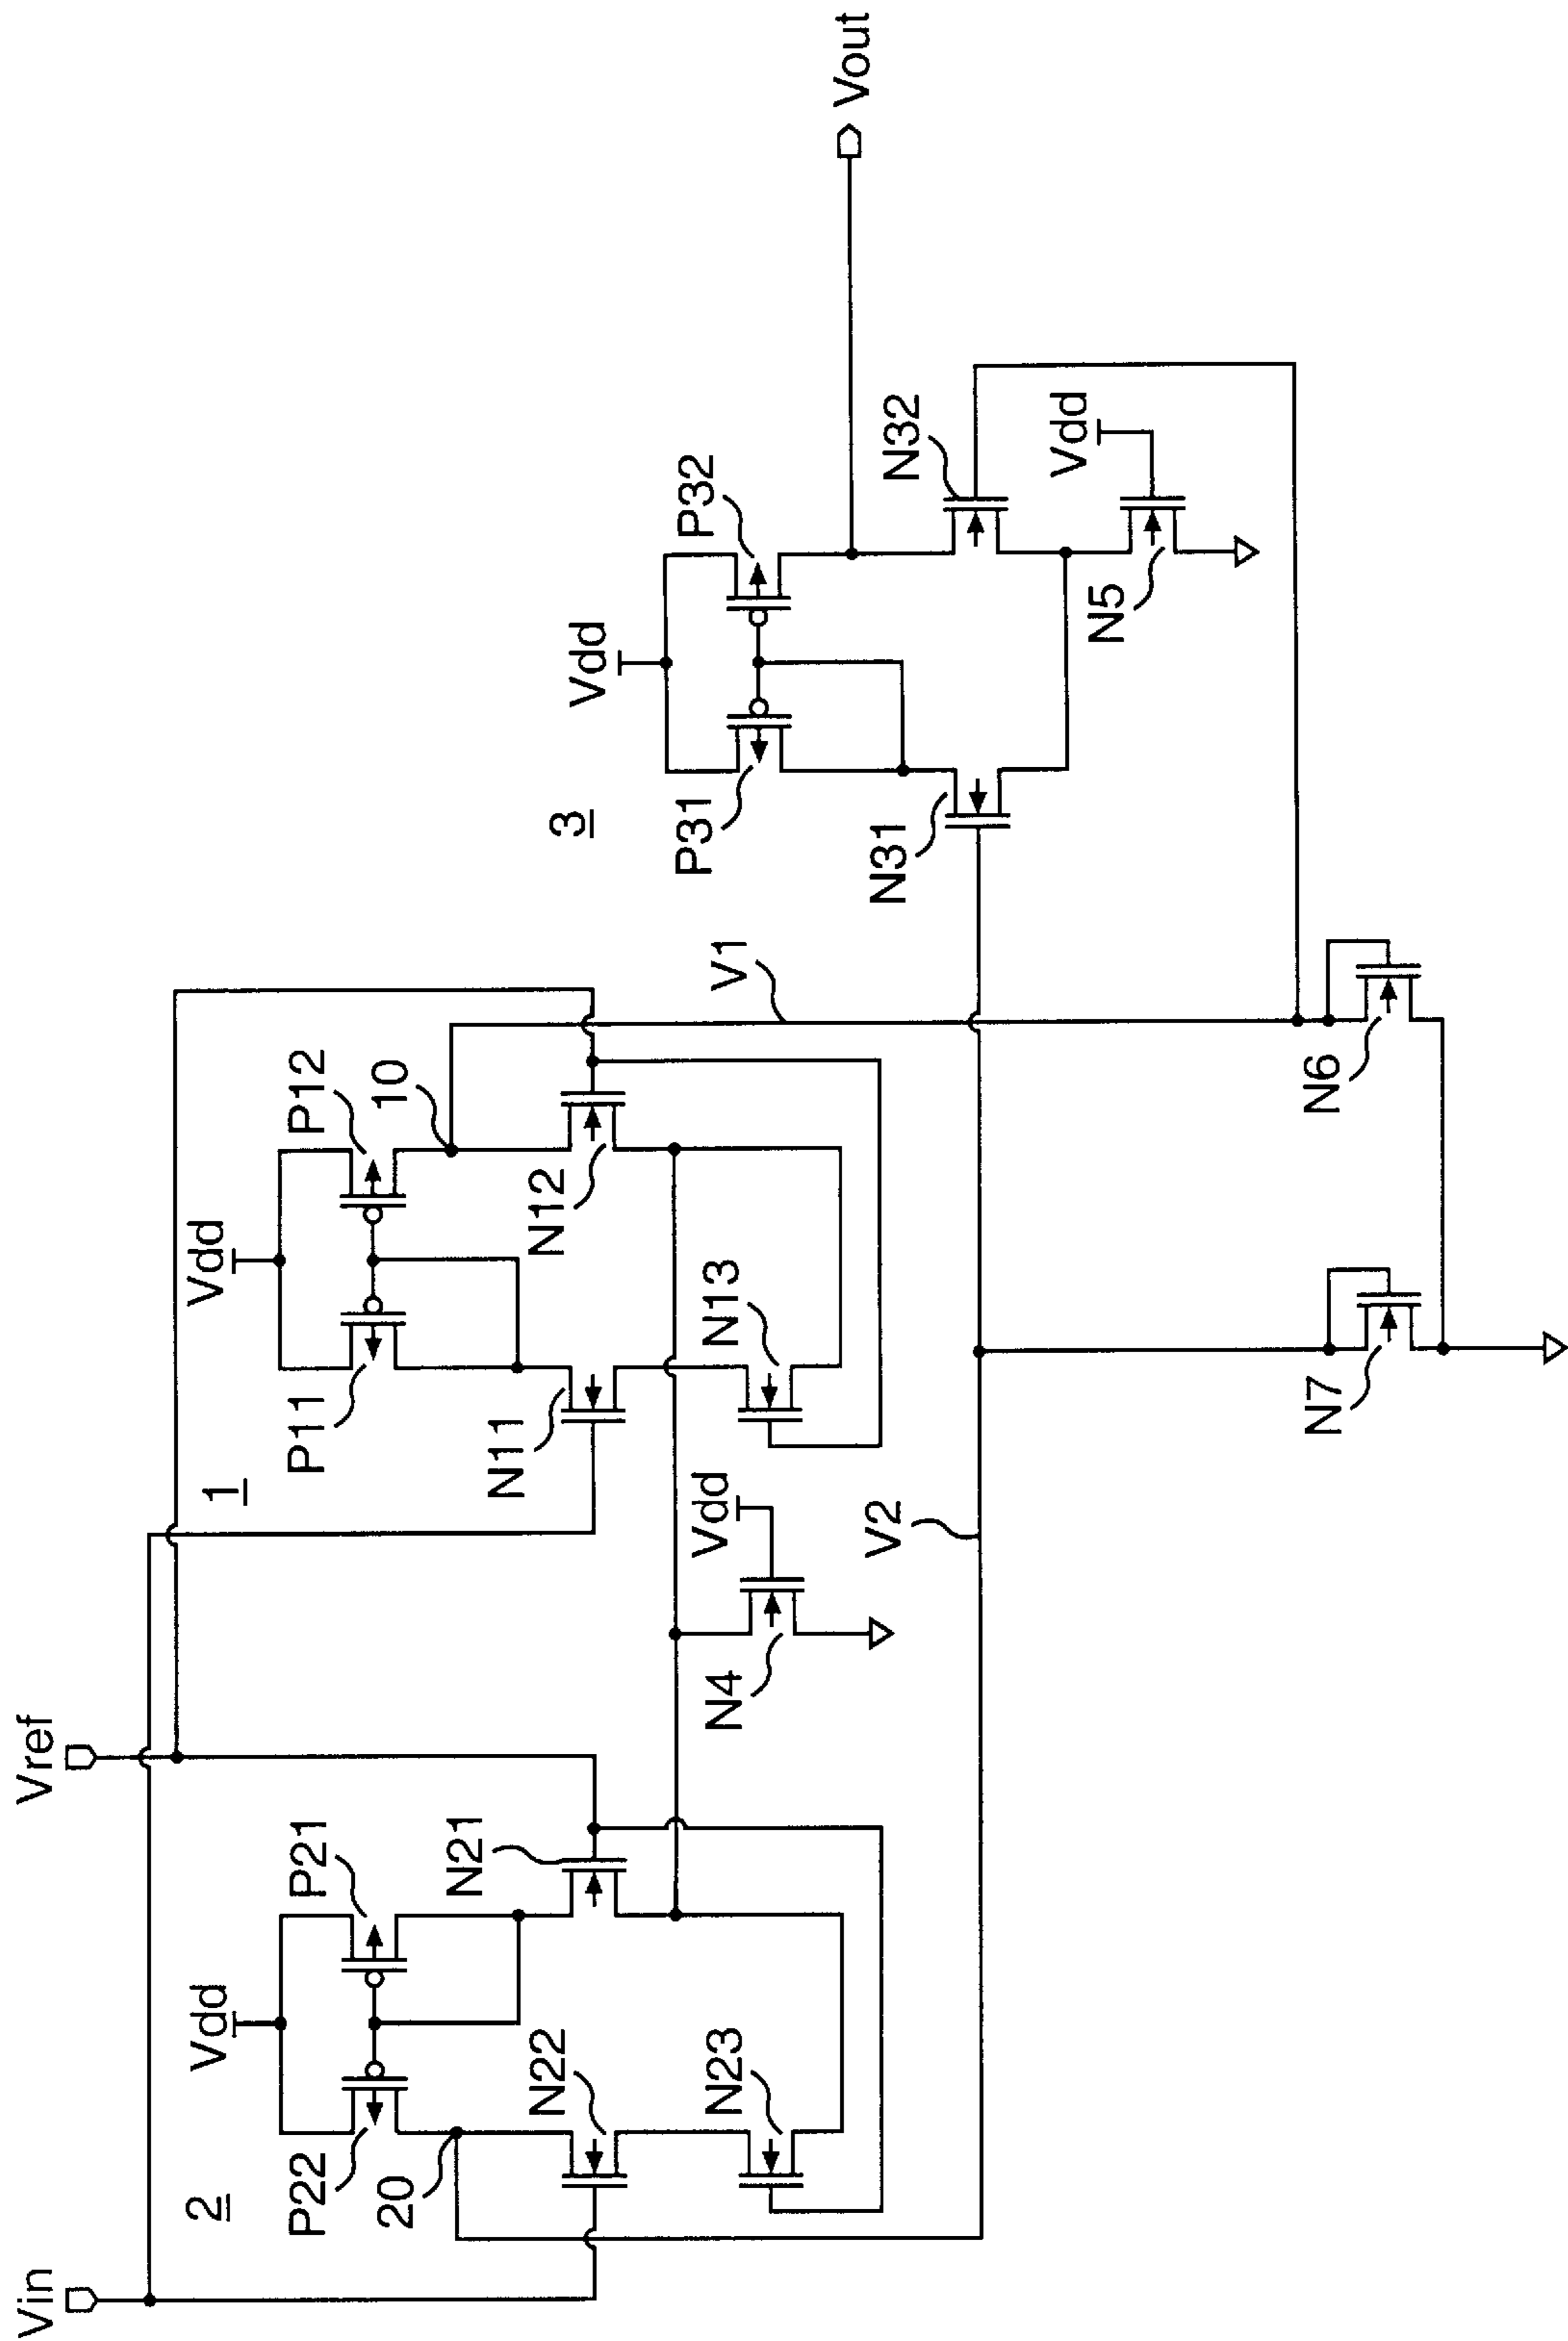 Vin
Vref
2
Vdd
P22
P21
20
N21
N22
N23
1
Vdd
P11
P12
10
N11
N12
N13
N4
Vdd
V2
V1
3
Vdd
P31
P32
Vout
N31
N32
Vdd
N5
N7
N6